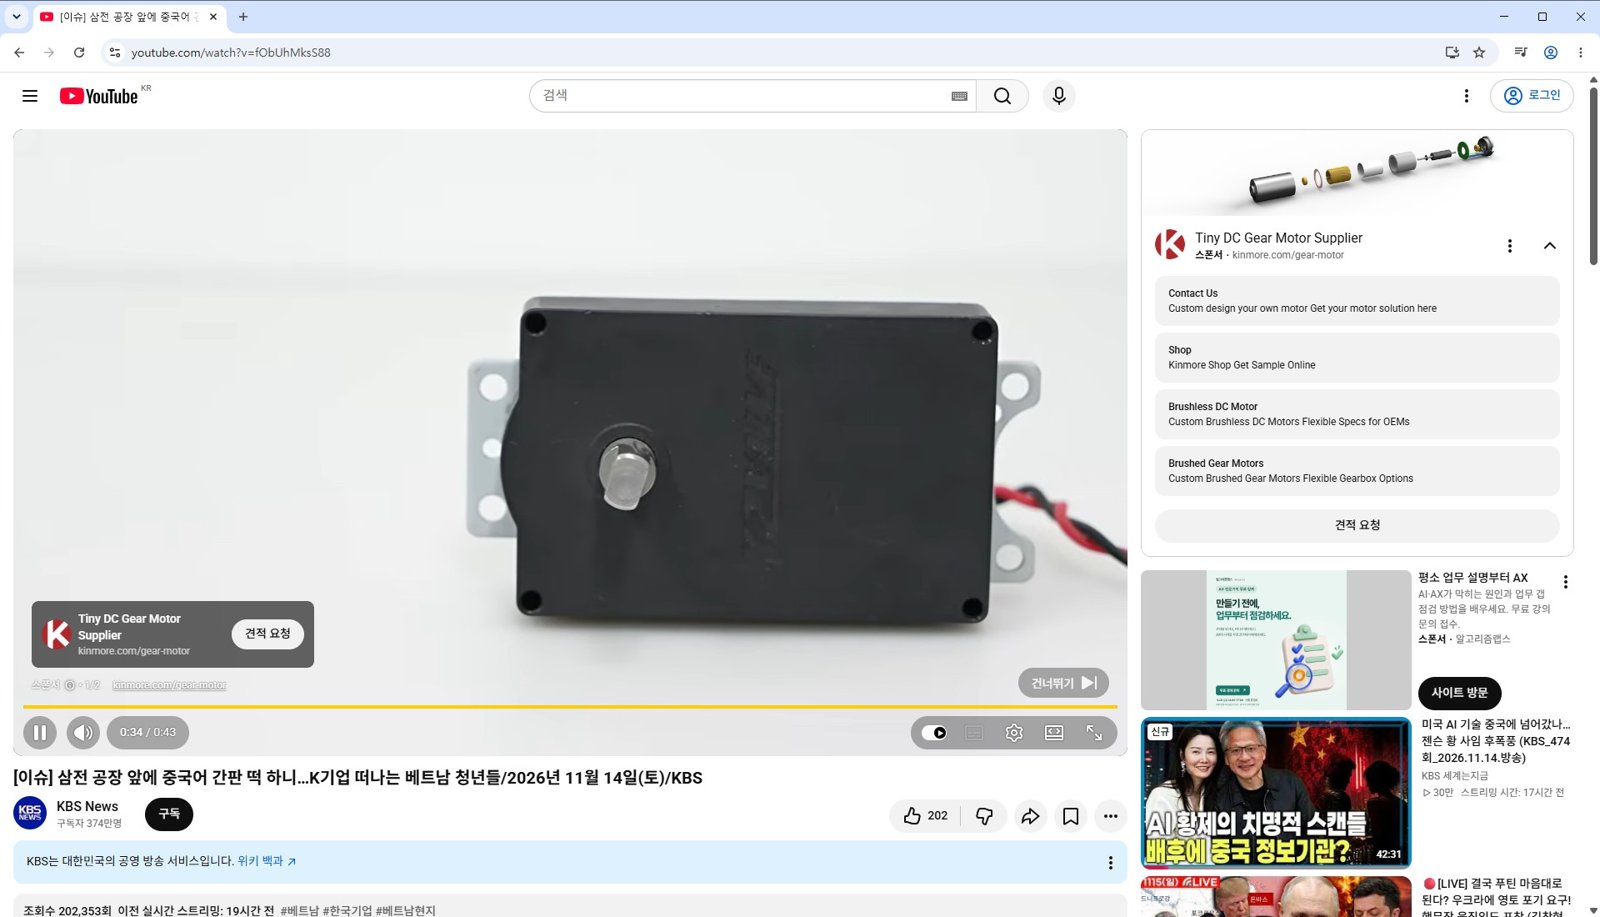 [이슈] 삼전 공장 앞에 중국어 간
youtube.com/watch?v=fObUhMksS88
YouTube KR
검색
로그인
Tiny DC Gear Motor
Supplier
kinmore.com/gear-motor
견적 요청
스폰서 · 1/2 kinmore.com/gear-motor
건너뛰기
0:34 / 0:43
[이슈] 삼전 공장 앞에 중국어 간판 떡 하니...K기업 떠나는 베트남 청년들/2026년 11월 14일(토)/KBS
KBS NEWS
KBS News
구독자 374만명
구독
202
KBS는 대한민국의 공영 방송 서비스입니다. 위키 백과
조회수 202,353회 이전 실시간 스트리밍: 19시간 전 #베트남 #한국기업 #베트남현지
Tiny DC Gear Motor Supplier
스폰서 · kinmore.com/gear-motor
Contact Us
Custom design your own motor Get your motor solution here
Shop
Kinmore Shop Get Sample Online
Brushless DC Motor
Custom Brushless DC Motors Flexible Specs for OEMs
Brushed Gear Motors
Custom Brushed Gear Motors Flexible Gearbox Options
견적 요청
만들기 전에,
업무부터 점검하세요.
평소 업무 설명부터 AX
AI·AX가 막히는 원인과 업무 갭
점검 방법을 배우세요. 무료 강의
문의 접수.
스폰서 · 알고리즘랩스
사이트 방문
신규
AI 황제의 치명적 스캔들
배후에 중국 정보기관?
42:31
미국 AI 기술 중국에 넘어갔나...
젠슨 황 사임 후폭풍 (KBS_474
회_2026.11.14.방송)
KBS 세계는지금
30만 스트리밍 시간: 17시간 전
1115(일) LIVE
돈바스
[LIVE] 결국 푸틴 마음대로
된다? 우크라에 영토 포기 요구!